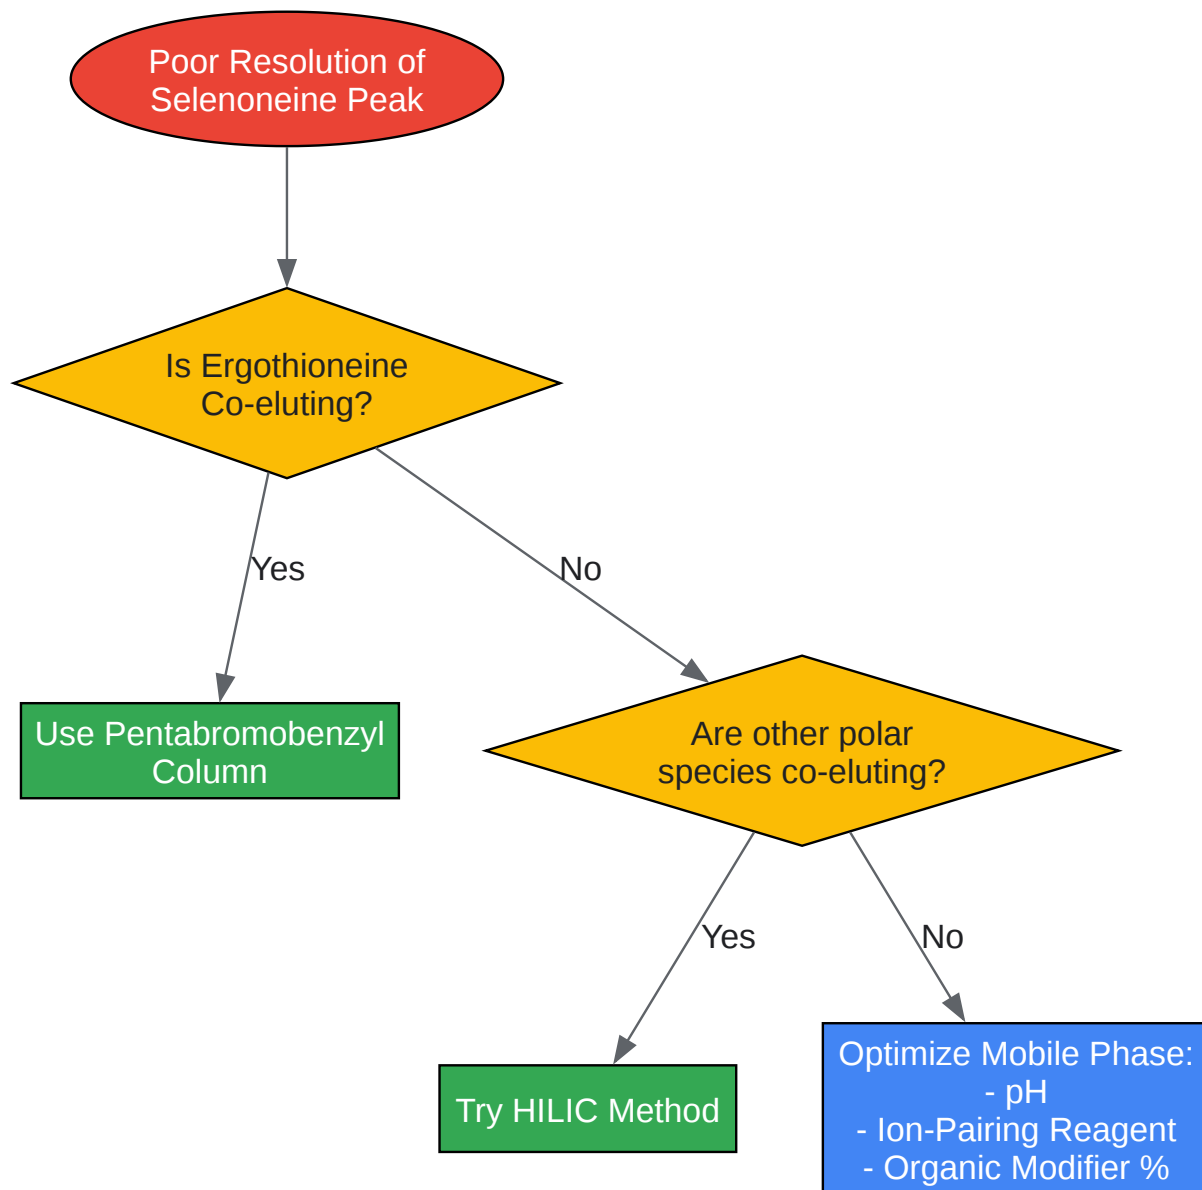 Poor Resolution of
Selenoneine Peak
Is Ergothioneine
Co-eluting?
Yes
No
Use Pentabromobenzyl
Column
Are other polar
species co-eluting?
Yes
No
Try HILIC Method
Optimize Mobile Phase:
- pH
- Ion-Pairing Reagent
- Organic Modifier %